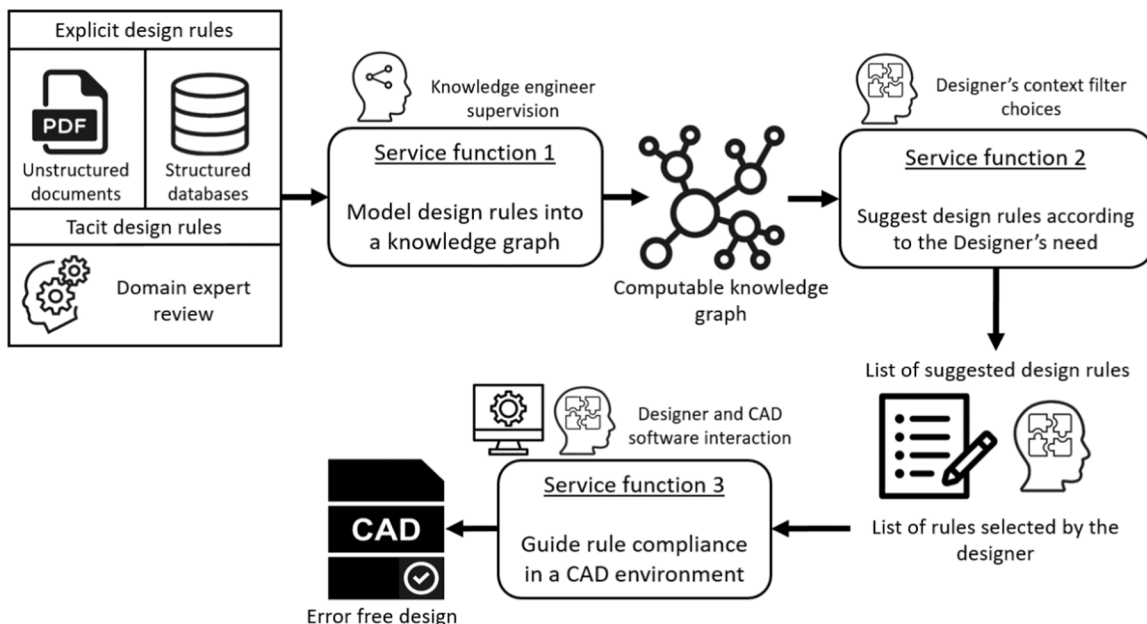 Explicit design rules
PDF
Unstructured
documents
Structured
databases
Tacit design rules
Domain expert
review
Knowledge engineer
supervision
Service function 1
Model design rules into
a knowledge graph
Computable knowledge
graph
Designer's context filter
choices
Service function 2
Suggest design rules according
to the Designer's need
List of suggested design rules
List of rules selected by the
designer
Designer and CAD
software interaction
Service function 3
Guide rule compliance
in a CAD environment
CAD
Error free design